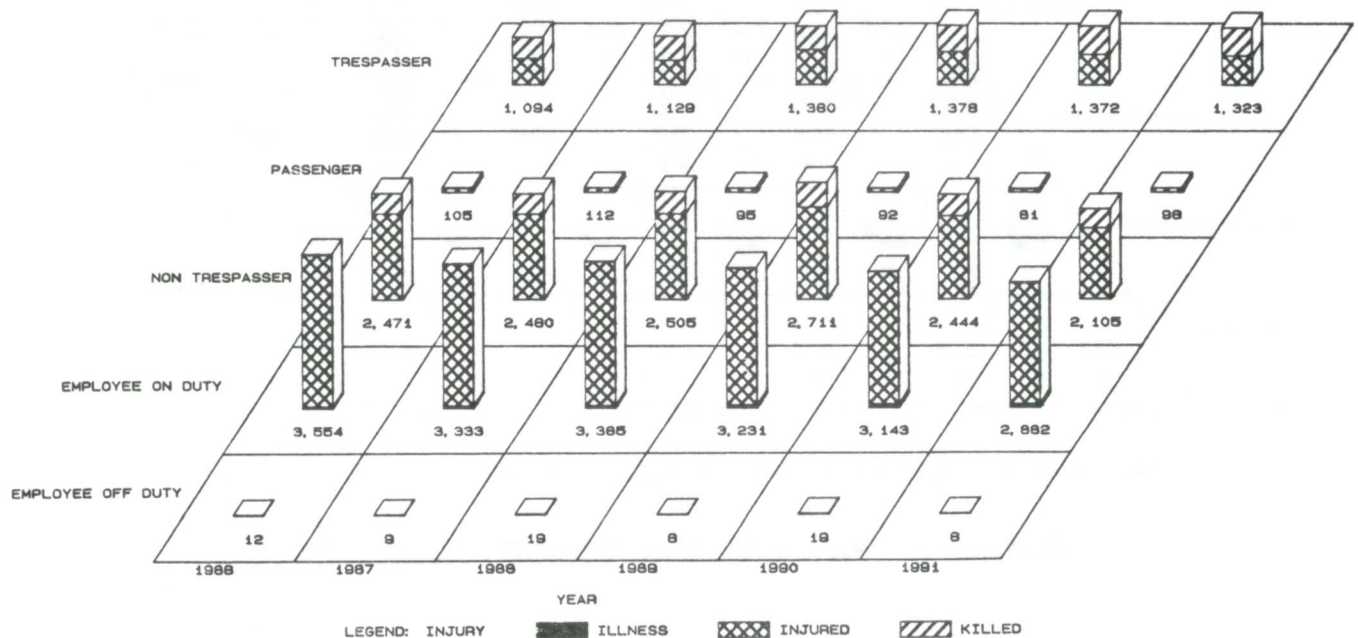 TRESPASSER
1,094 1,129 1,380 1,378 1,372 1,323
PASSENGER
105 112 95 92 81 98
NON TRESPASSER
2,471 2,480 2,505 2,711 2,444 2,105
EMPLOYEE ON DUTY
3,554 3,333 3,385 3,231 3,143 2,882
EMPLOYEE OFF DUTY
12 9 19 8 19 8
1986 1987 1988 1989 1990 1991
YEAR
LEGEND: INJURY ILLNESS INJURED KILLED